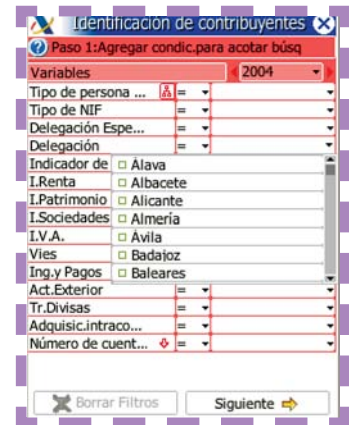 Identificación de contribuyentes
Paso 1:Agregar condic.para acotar búsq
Variables 2004
Tipo de persona ... =
Tipo de NIF =
Delegación Espe... =
Delegación =
Indicador de Álava
I.Renta Albacete
I.Patrimonio Alicante
I.Sociedades Almería
I.V.A. Ávila
Vies Badajoz
Ing.y Pagos Baleares
Act.Exterior =
Tr.Divisas =
Adquisic.intraco... =
Número de cuent... =
Borrar Filtros Siguiente